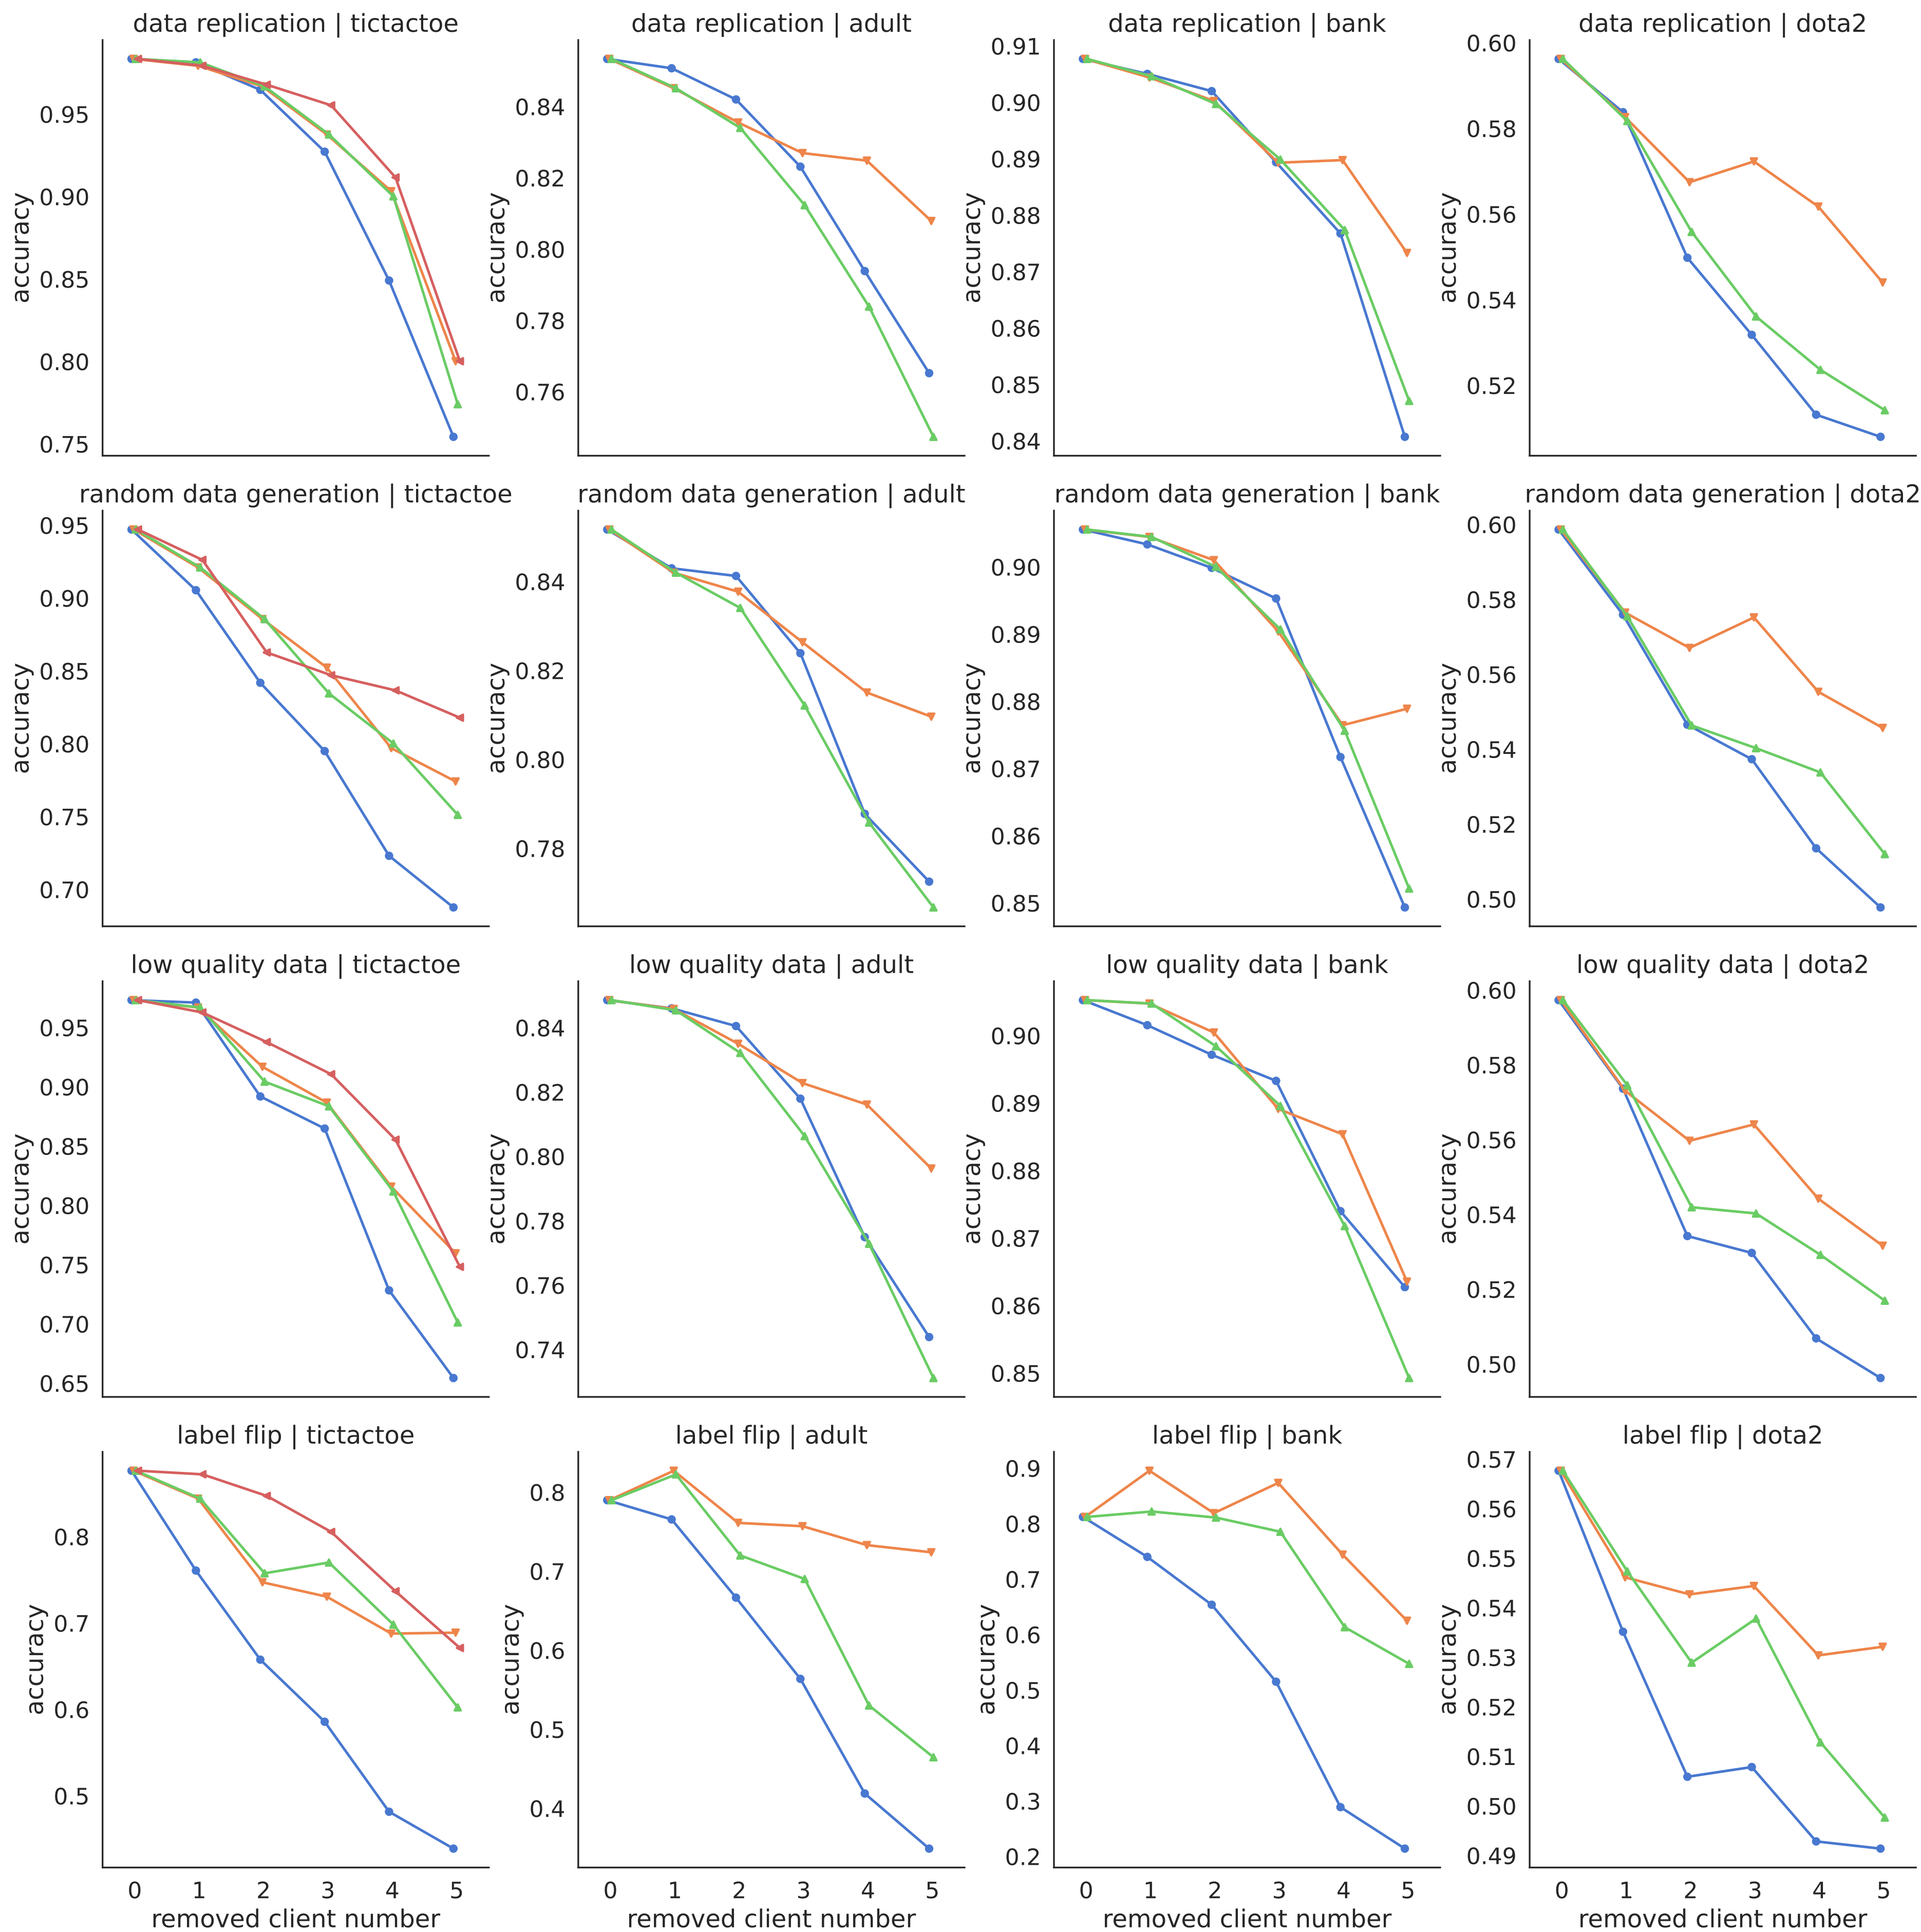 data replication | tictactoe
data replication | adult
data replication | bank
data replication | dota2
accuracy
0.95
0.90
0.85
0.80
0.75
accuracy
0.84
0.82
0.80
0.78
0.76
accuracy
0.91
0.90
0.89
0.88
0.87
0.86
0.85
0.84
accuracy
0.60
0.58
0.56
0.54
0.52
random data generation | tictactoe
random data generation | adult
random data generation | bank
random data generation | dota2
accuracy
0.95
0.90
0.85
0.80
0.75
0.70
accuracy
0.84
0.82
0.80
0.78
accuracy
0.90
0.89
0.88
0.87
0.86
0.85
accuracy
0.60
0.58
0.56
0.54
0.52
0.50
low quality data | tictactoe
low quality data | adult
low quality data | bank
low quality data | dota2
accuracy
0.95
0.90
0.85
0.80
0.75
0.70
0.65
accuracy
0.84
0.82
0.80
0.78
0.76
0.74
accuracy
0.90
0.89
0.88
0.87
0.86
0.85
accuracy
0.60
0.58
0.56
0.54
0.52
0.50
label flip | tictactoe
label flip | adult
label flip | bank
label flip | dota2
accuracy
0.8
0.7
0.6
0.5
accuracy
0.8
0.7
0.6
0.5
0.4
accuracy
0.9
0.8
0.7
0.6
0.5
0.4
0.3
0.2
accuracy
0.57
0.56
0.55
0.54
0.53
0.52
0.51
0.50
0.49
0 1 2 3 4 5
0 1 2 3 4 5
0 1 2 3 4 5
0 1 2 3 4 5
removed client number
removed client number
removed client number
removed client number